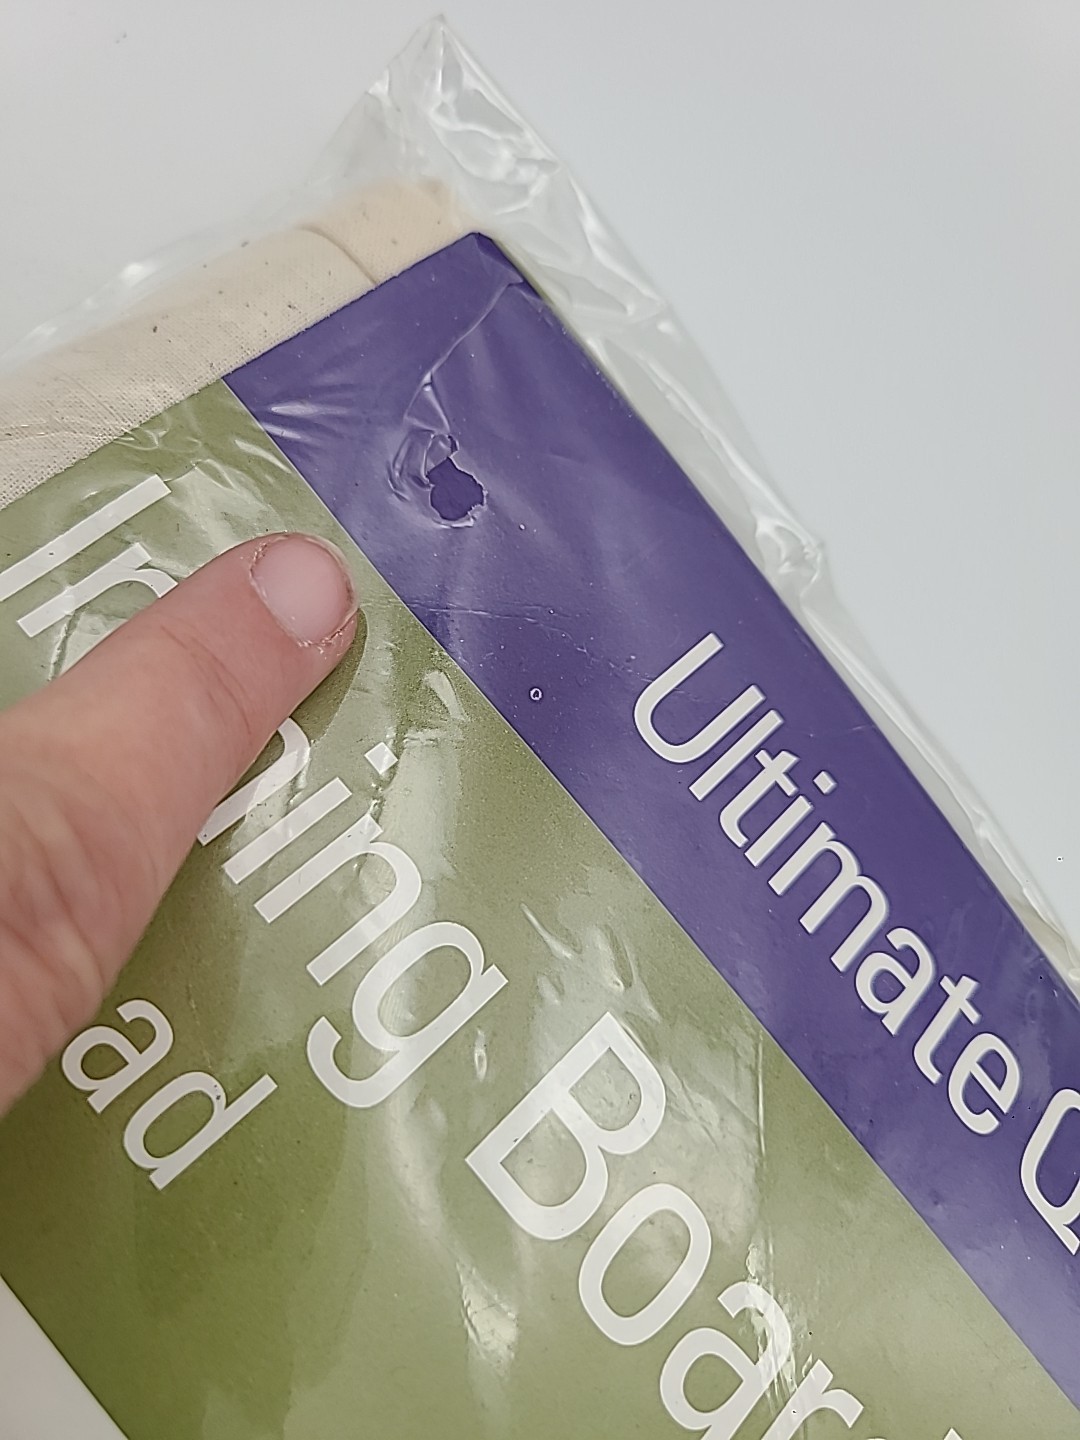 Ultimate Q
Ironing Board
ad